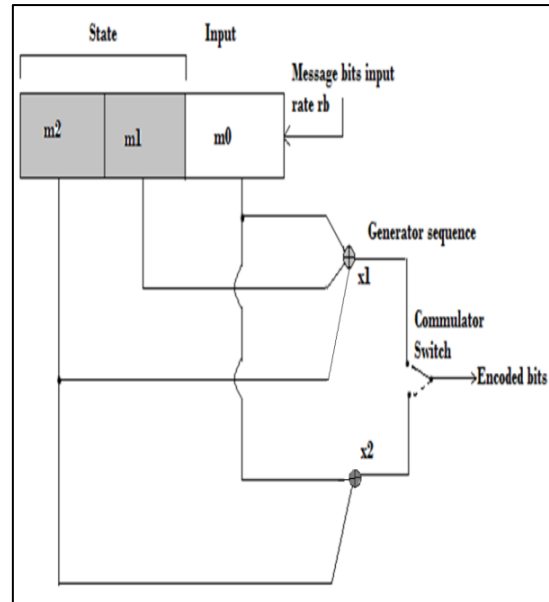 State
Input
Message bits input
rate rb
m2
m1
m0
Generator sequence
x1
Commulator
Switch
Encoded bits
x2